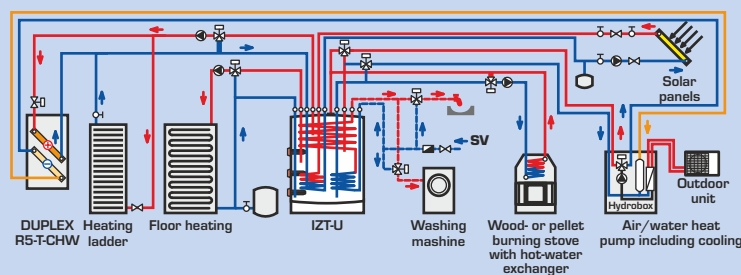 Solar
panels
SV
Hydrobox
Outdoor
unit
DUPLEX
R5-T-CHW
Heating
ladder
Floor heating
IZT-U
Washing
mashine
Wood- or pellet
burning stove
with hot-water
exchanger
Air/water heat
pump including cooling